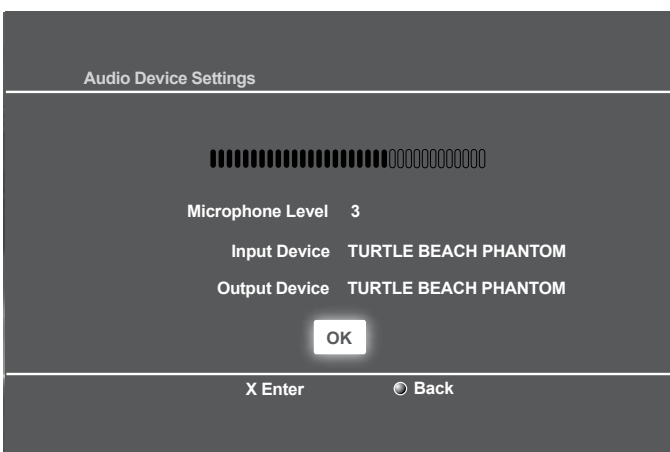 Audio Device Settings
Microphone Level 3
Input Device TURTLE BEACH PHANTOM
Output Device TURTLE BEACH PHANTOM
OK
X Enter Back